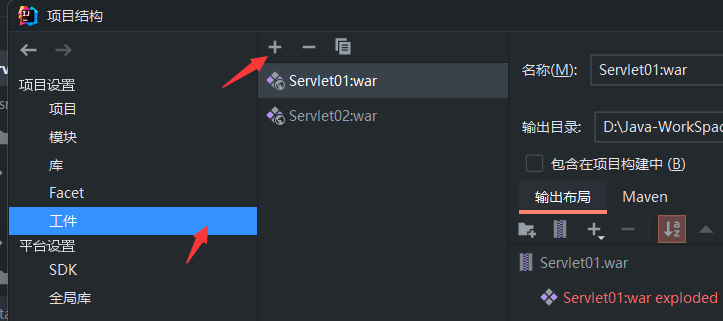 项目结构
项目设置
项目
模块
库
Facet
工件
平台设置
SDK
全局库
Servlet01:war
Servlet02:war
名称(M): Servlet01:war
输出目录: D:\Java-WorkSpac
包含在项目构建中 (B)
输出布局 Maven
Servlet01.war
Servlet01:war exploded